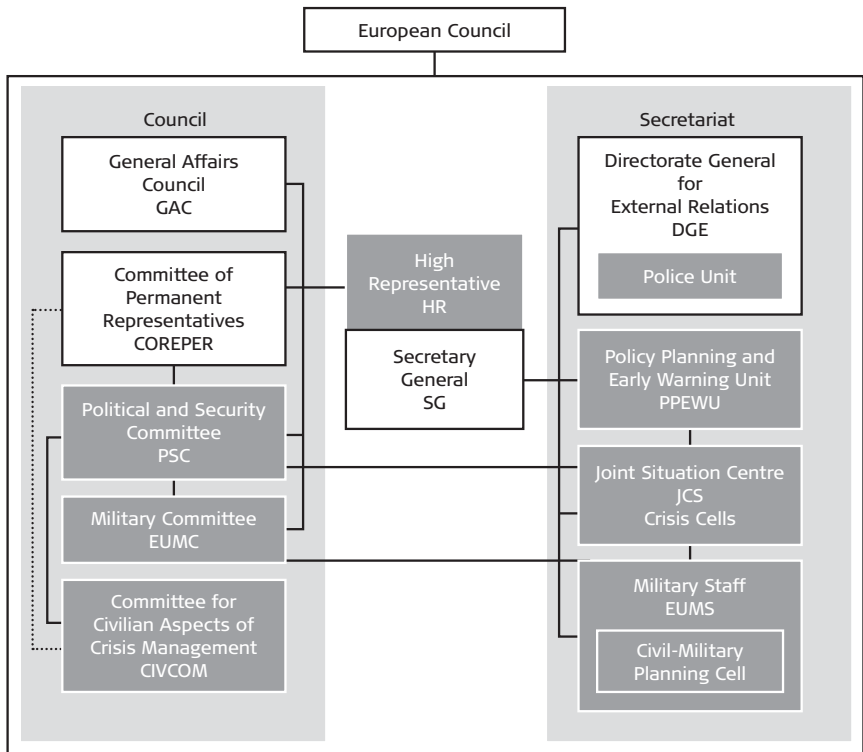 European Council
Council
General Affairs
Council
GAC
Committee of
Permanent
Representatives
COREPER
Political and Security
Committee
PSC
Military Committee
EUMC
Committee for
Civilian Aspects of
Crisis Management
CIVCOM
High
Representative
HR
Secretary
General
SG
Secretariat
Directorate General
for
External Relations
DGE
Police Unit
Policy Planning and
Early Warning Unit
PPEWU
Joint Situation Centre
JCS
Crisis Cells
Military Staff
EUMS
Civil-Military
Planning Cell